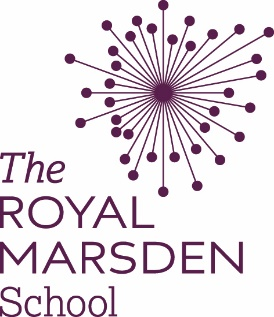 The
ROYAL
MARSDEN
School